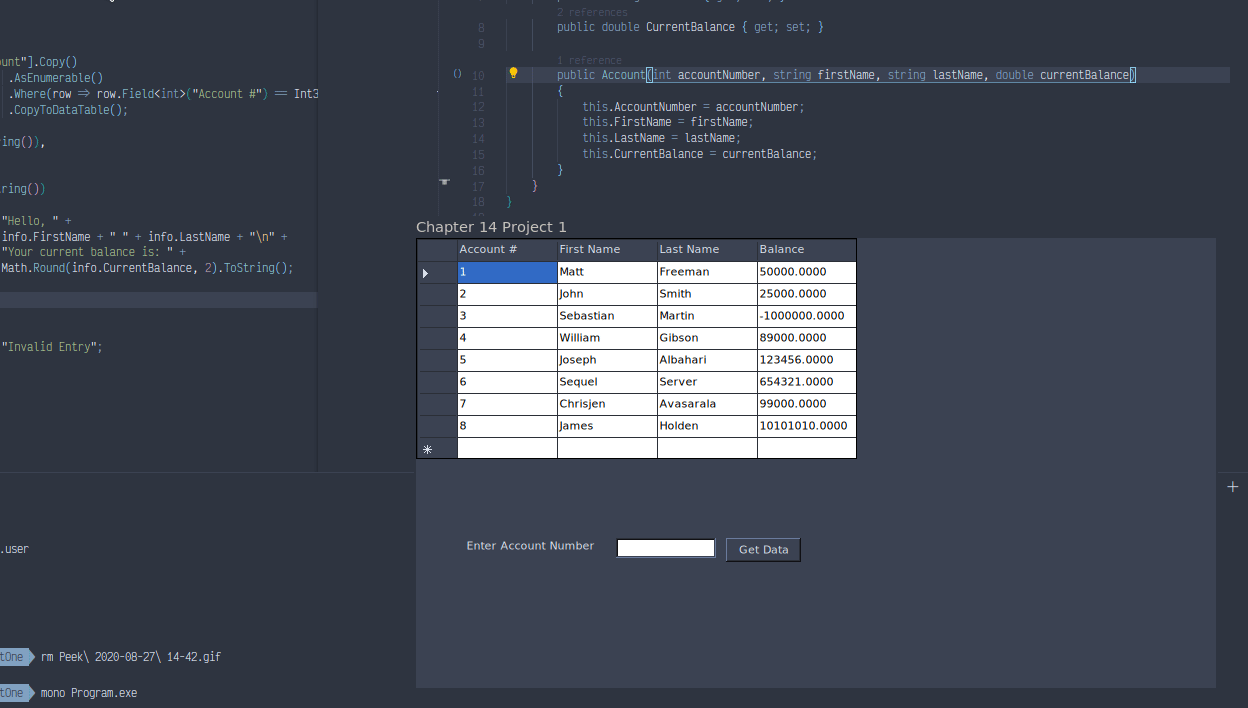 unt"].Copy()
.AsEnumerable()
.Where(row => row.Field<int>("Account #") == Int3
.CopyToDataTable();
ing()),
ring())
"Hello, " +
info.FirstName + " " + info.LastName + "\n" +
"Your current balance is: " +
Math.Round(info.CurrentBalance, 2).ToString();
"Invalid Entry";
2 references
8 public double CurrentBalance { get; set; }
9
1 reference
10 public Account(int accountNumber, string firstName, string lastName, double currentBalance)
11 {
12 this.AccountNumber = accountNumber;
13 this.FirstName = firstName;
14 this.LastName = lastName;
15 this.CurrentBalance = currentBalance;
16 }
17 }
18 }
Chapter 14 Project 1
Account # First Name Last Name Balance
1 Matt Freeman 50000.0000
2 John Smith 25000.0000
3 Sebastian Martin -1000000.0000
4 William Gibson 89000.0000
5 Joseph Albahari 123456.0000
6 Sequel Server 654321.0000
7 Chrisjen Avasarala 99000.0000
8 James Holden 10101010.0000
Enter Account Number Get Data
.user
tOne rm Peek\ 2020-08-27\ 14-42.gif
tOne mono Program.exe